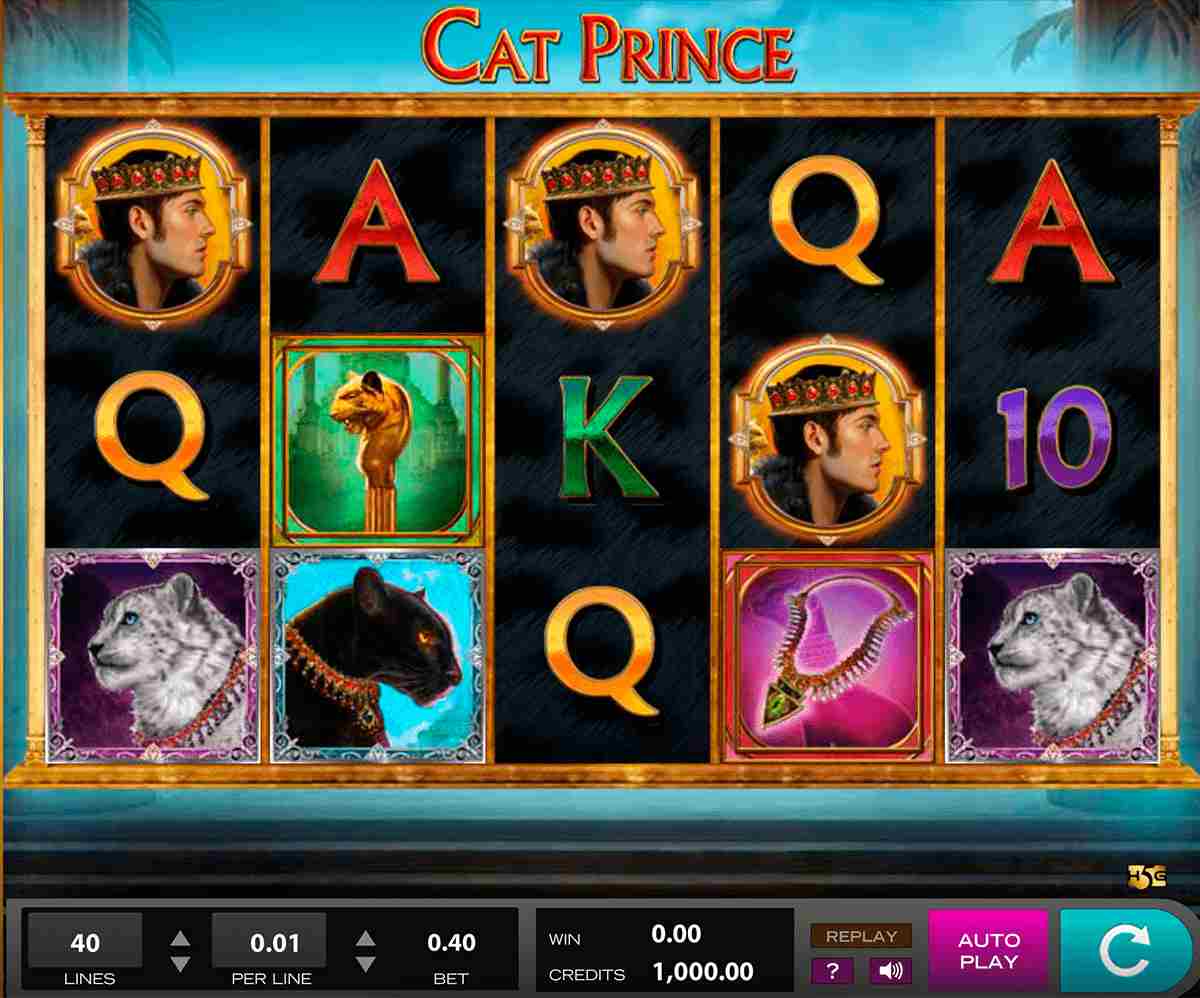 CAT PRINCE
A
Q
A
Q
K
10
Q
H5G
40
LINES
0.01
PER LINE
0.40
BET
WIN 0.00
CREDITS 1,000.00
REPLAY
?
AUTO
PLAY